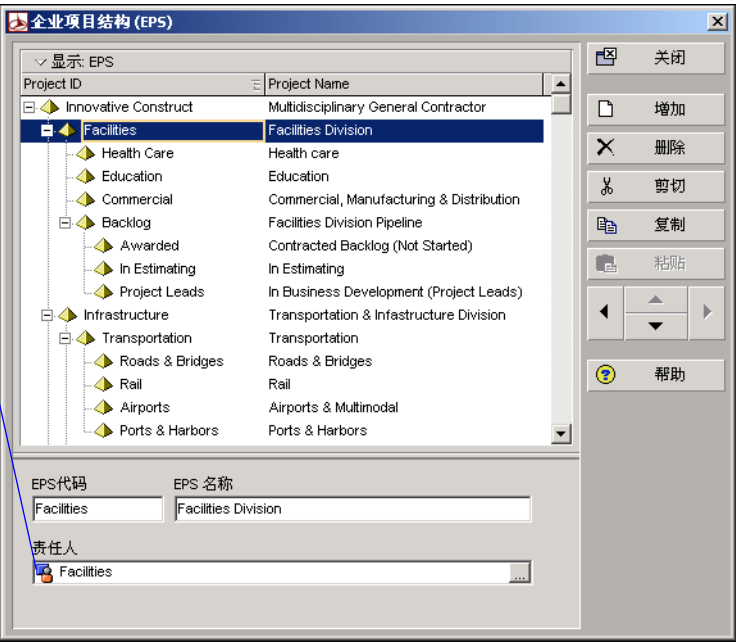 企业项目结构 (EPS)
显示: EPS
Project ID Project Name
Innovative Construct Multidisciplinary General Contractor
Facilities Facilities Division
Health Care Health care
Education Education
Commercial Commercial, Manufacturing & Distribution
Backlog Facilities Division Pipeline
Awarded Contracted Backlog (Not Started)
In Estimating In Estimating
Project Leads In Business Development (Project Leads)
Infrastructure Transportation & Infastructure Division
Transportation Transportation
Roads & Bridges Roads & Bridges
Rail Rail
Airports Airports & Multimodal
Ports & Harbors Ports & Harbors
EPS代码 EPS 名称
Facilities Facilities Division
责任人
Facilities ...
关闭
增加
删除
剪切
复制
粘贴
帮助